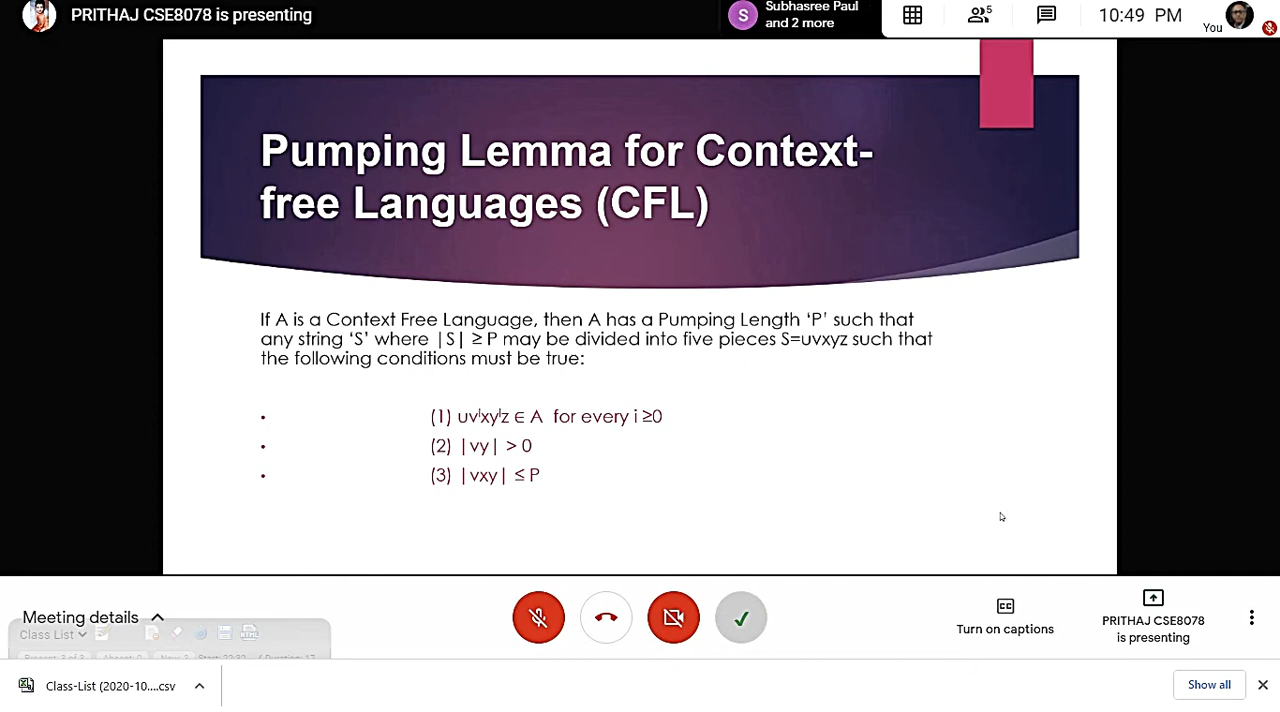 PRITHAJ CSE8078 is presenting
S
Subhasree Paul
and 2 more
5
10:49 PM
You
Pumping Lemma for Context-
free Languages (CFL)
If A is a Context Free Language, then A has a Pumping Length ‘P’ such that
any string ‘S’ where |S| ≥ P may be divided into five pieces S=uvxyz such that
the following conditions must be true:
• (1) uvⁱxyⁱz ∈ A for every i ≥0
• (2) |vy| > 0
• (3) |vxy| ≤ P
Meeting details
Class List
HTML
CC
Turn on captions
PRITHAJ CSE8078
is presenting
Class-List (2020-10....csv
Show all